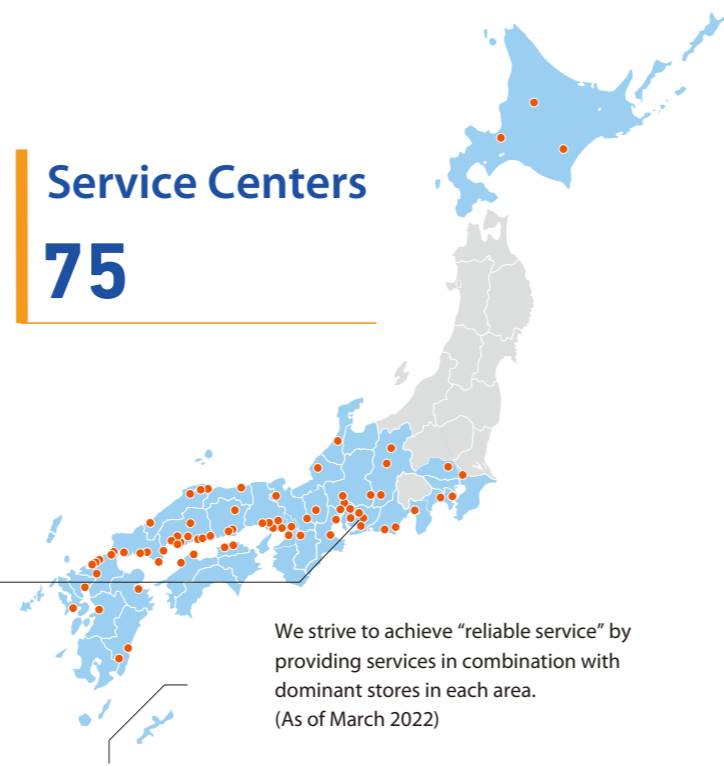 Service Centers
75
We strive to achieve “reliable service” by
providing services in combination with
dominant stores in each area.
(As of March 2022)